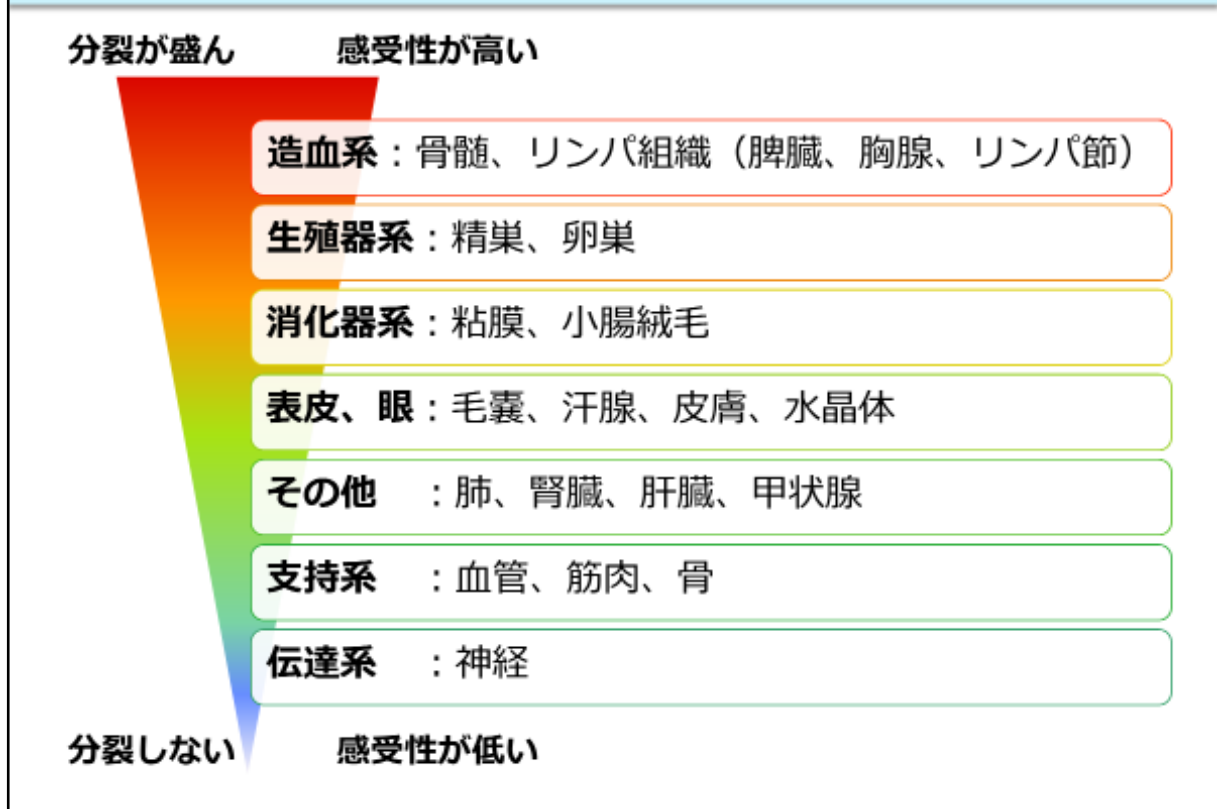 分裂が盛ん 感受性が高い
造血系：骨髄、リンパ組織（脾臓、胸腺、リンパ節）
生殖器系：精巣、卵巣
消化器系：粘膜、小腸絨毛
表皮、眼：毛嚢、汗腺、皮膚、水晶体
その他　：肺、腎臓、肝臓、甲状腺
支持系　：血管、筋肉、骨
伝達系　：神経
分裂しない 感受性が低い